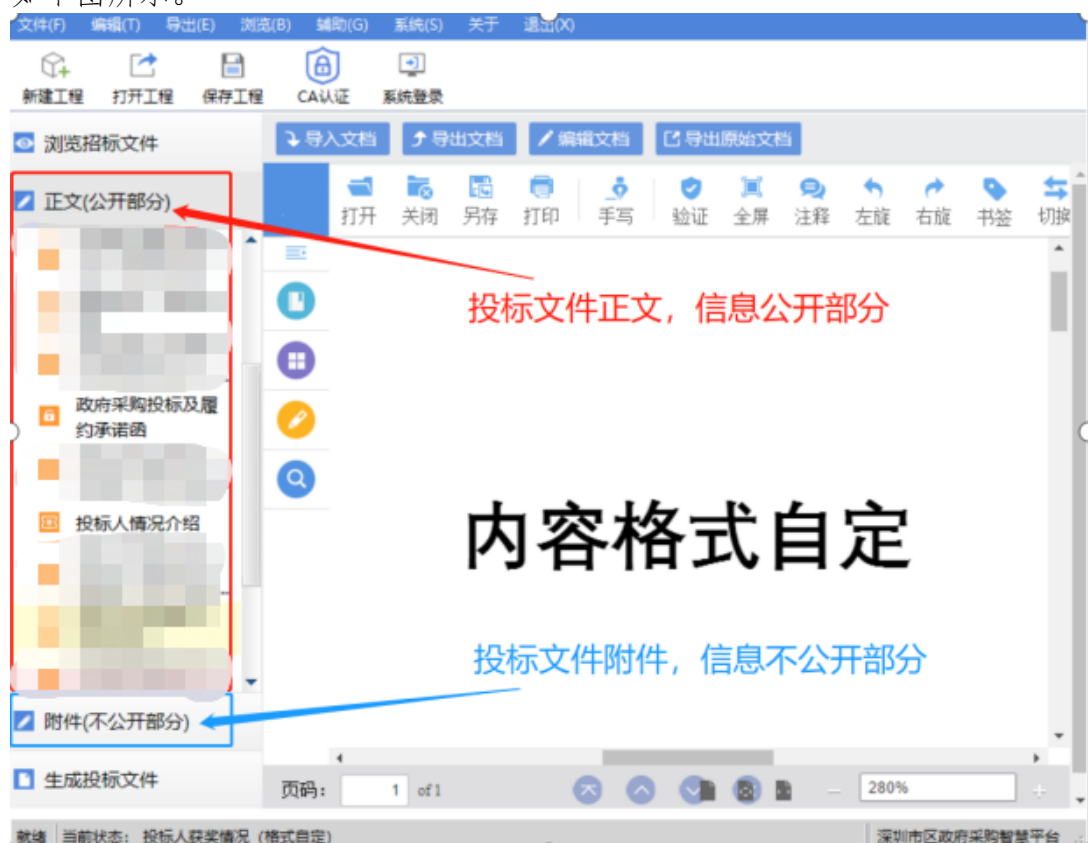 如下图所示。
文件(F) 编辑(T) 导出(E) 浏览(B) 辅助(G) 系统(S) 关于 退出(X)
新建工程 打开工程 保存工程 CA认证 系统登录
浏览招标文件
导入文档 导出文档 编辑文档 导出原始文档
正文(公开部分)
打开 关闭 另存 打印 手写 验证 全屏 注释 左旋 右旋 书签 切换
投标文件正文，信息公开部分
政府采购投标及履
约承诺函
投标人情况介绍
内容格式自定
投标文件附件，信息不公开部分
附件(不公开部分)
生成投标文件
页码: 1 of 1 280%
就绪 当前状态: 投标人获奖情况（格式自定） 深圳市区政府采购智慧平台